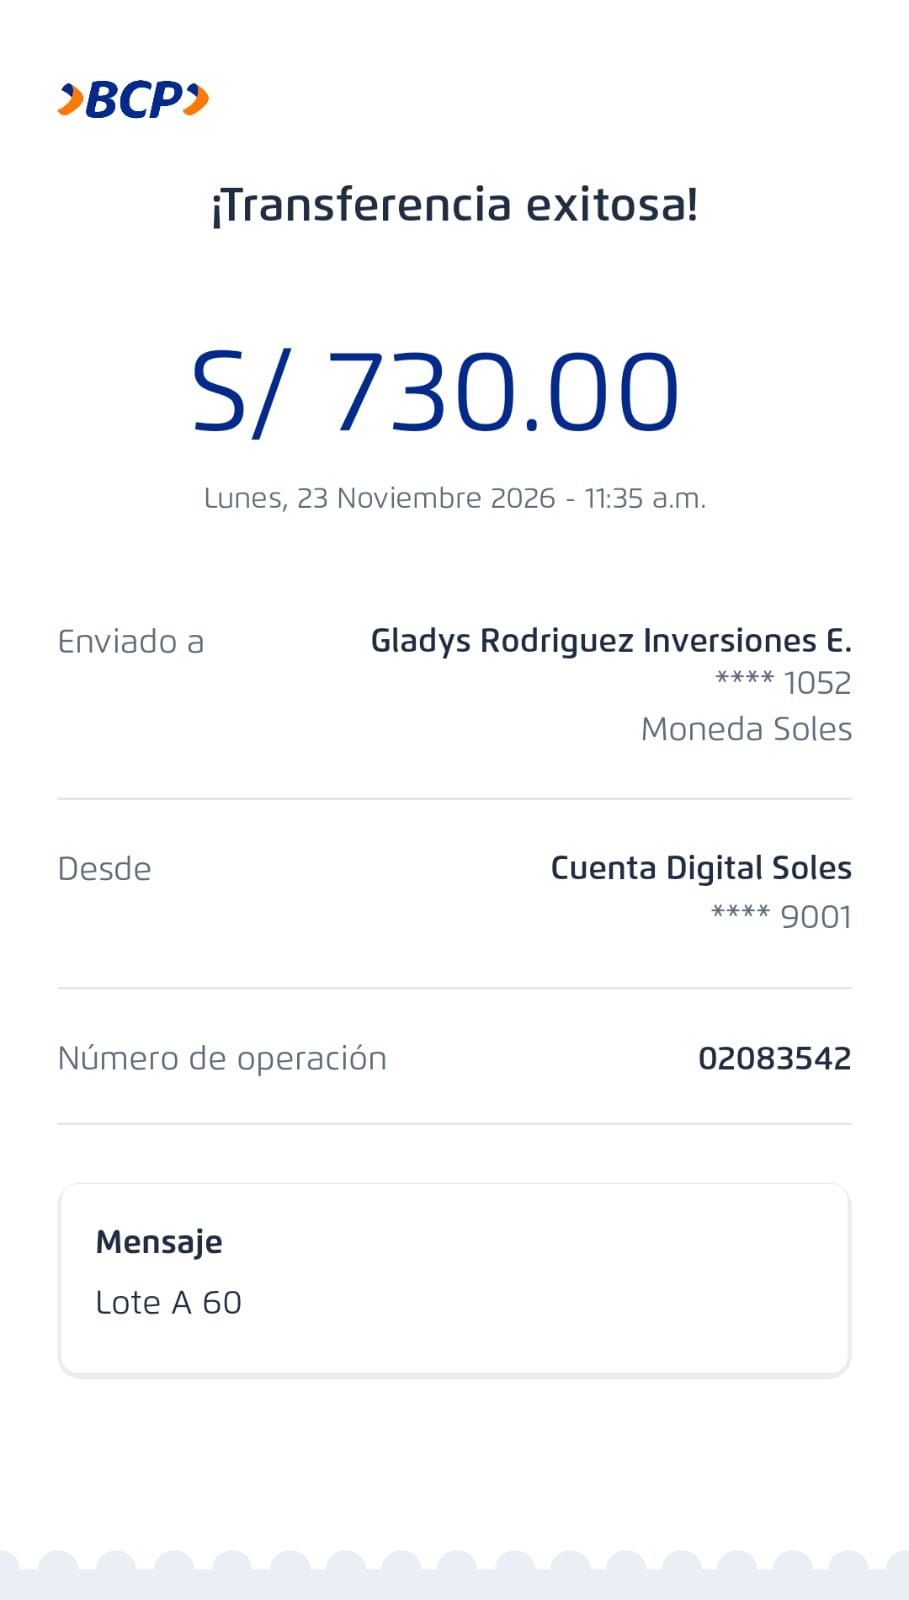 BCP
¡Transferencia exitosa!
S/ 730.00
Lunes, 23 Noviembre 2026 - 11:35 a.m.
Enviado a
Gladys Rodriguez Inversiones E.
**** 1052
Moneda Soles
Desde
Cuenta Digital Soles
**** 9001
Número de operación
02083542
Mensaje
Lote A 60